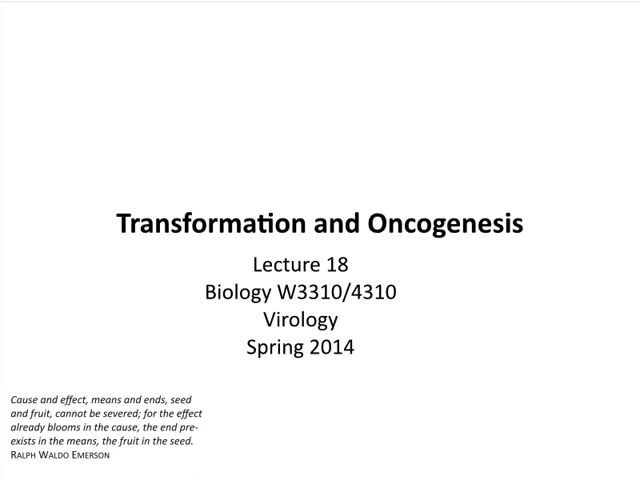 Transformation and Oncogenesis
Lecture 18
Biology W3310/4310
Virology
Spring 2014
Cause and effect, means and ends, seed
and fruit, cannot be severed; for the effect
already blooms in the cause, the end pre-
exists in the means, the fruit in the seed.
RALPH WALDO EMERSON